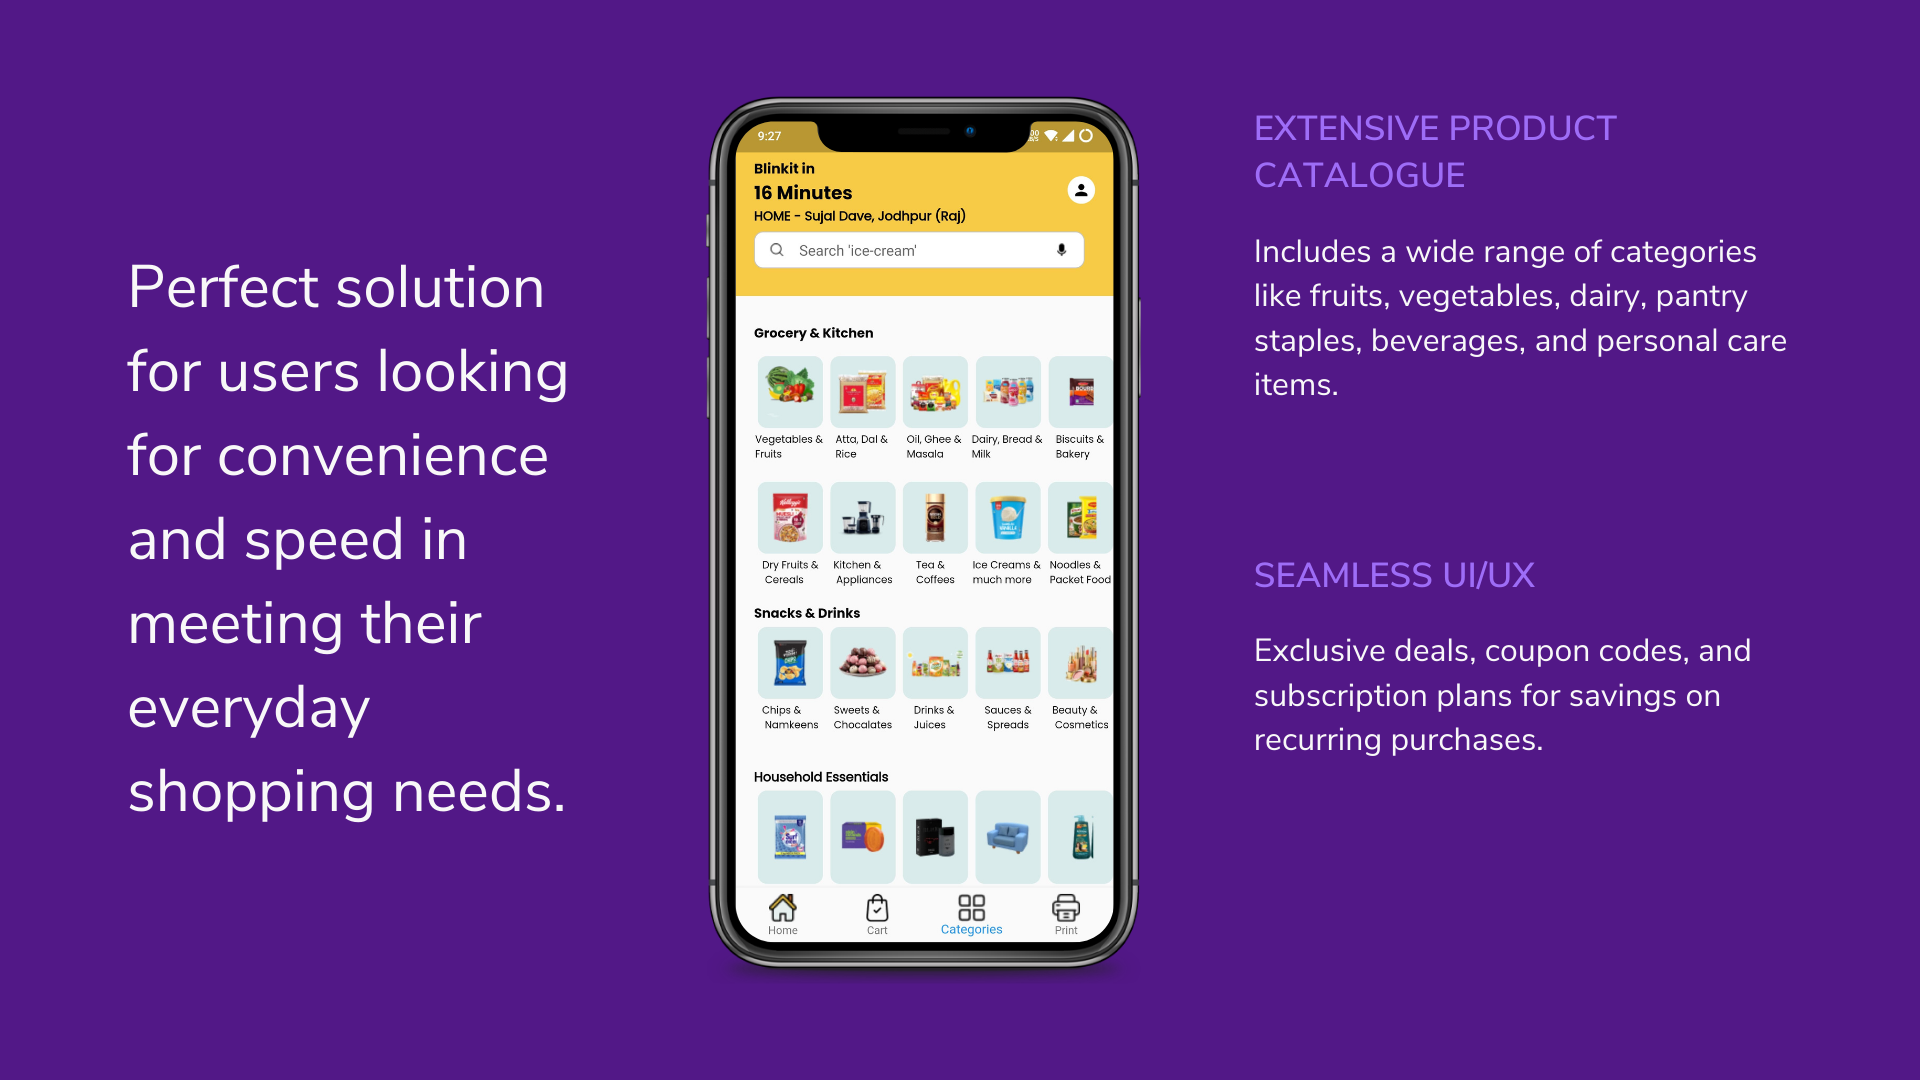 Perfect solution
for users looking
for convenience
and speed in
meeting their
everyday
shopping needs.
9:27
Blinkit in
16 Minutes
HOME - Sujal Dave, Jodhpur (Raj)
Search 'ice-cream'
Grocery & Kitchen
Vegetables & Atta, Dal & Oil, Ghee & Dairy, Bread & Biscuits &
Fruits Rice Masala Milk Bakery
Dry Fruits & Kitchen & Tea & Ice Creams & Noodles &
Cereals Appliances Coffees much more Packet Food
Snacks & Drinks
Chips & Sweets & Drinks & Sauces & Beauty &
Namkeens Chocalates Juices Spreads Cosmetics
Household Essentials
Home Cart Categories Print
EXTENSIVE PRODUCT
CATALOGUE
Includes a wide range of categories
like fruits, vegetables, dairy, pantry
staples, beverages, and personal care
items.
SEAMLESS UI/UX
Exclusive deals, coupon codes, and
subscription plans for savings on
recurring purchases.